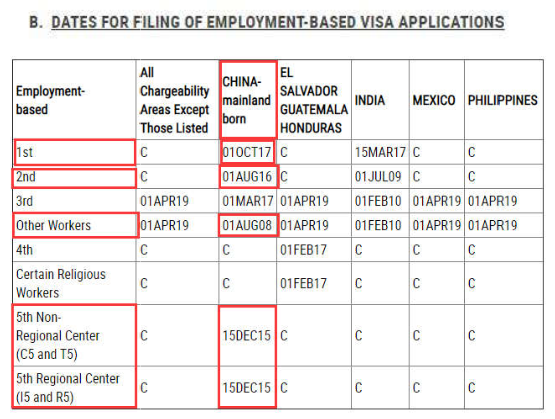 B. DATES FOR FILING OF EMPLOYMENT-BASED VISA APPLICATIONS
Employment-based All Chargeability Areas Except Those Listed CHINA-mainland born EL SALVADOR GUATEMALA HONDURAS INDIA MEXICO PHILIPPINES
1st C 01OCT17 C 15MAR17 C C
2nd C 01AUG16 C 01JUL09 C C
3rd 01APR19 01MAR17 01APR19 01FEB10 01APR19 01APR19
Other Workers 01APR19 01AUG08 01APR19 01FEB10 01APR19 01APR19
4th C C 01FEB17 C C C
Certain Religious Workers C C 01FEB17 C C C
5th Non-Regional Center (C5 and T5) C 15DEC15 C C C C
5th Regional Center (I5 and R5) C 15DEC15 C C C C